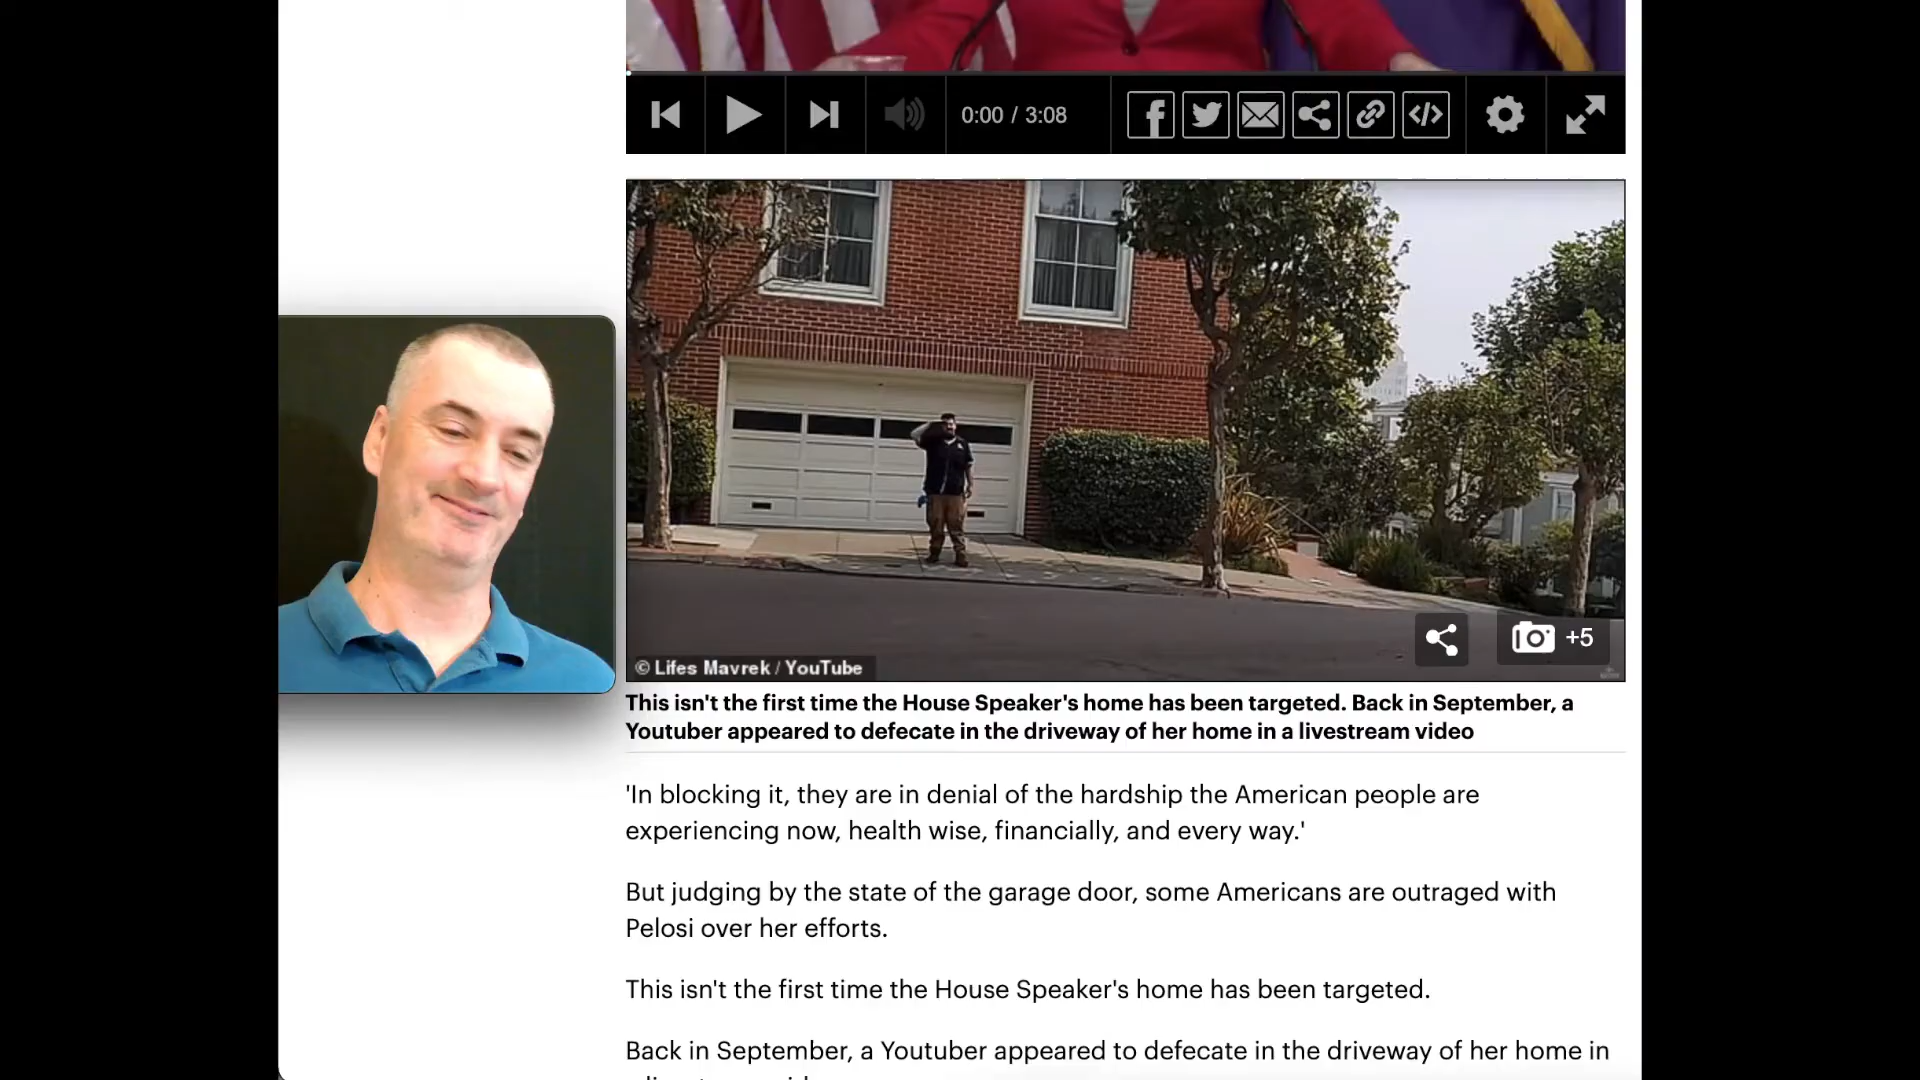 0:00 / 3:08
+5
© Lifes Mavrek / YouTube
This isn't the first time the House Speaker's home has been targeted. Back in September, a
Youtuber appeared to defecate in the driveway of her home in a livestream video
'In blocking it, they are in denial of the hardship the American people are
experiencing now, health wise, financially, and every way.'
But judging by the state of the garage door, some Americans are outraged with
Pelosi over her efforts.
This isn't the first time the House Speaker's home has been targeted.
Back in September, a Youtuber appeared to defecate in the driveway of her home in